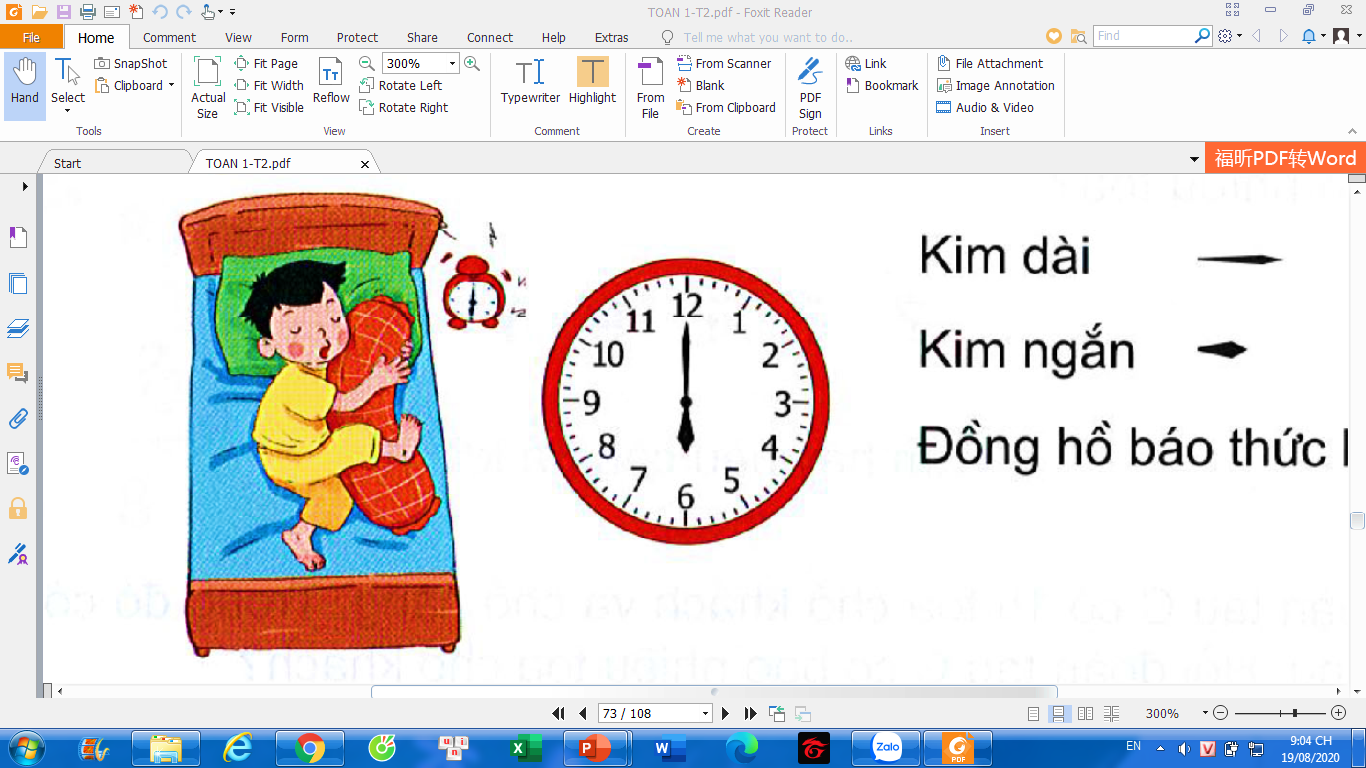 TOAN 1-T2.pdf - Foxit Reader
File Home Comment View Form Protect Share Connect Help Extras Tell me what you want to do.. Find
Hand
Select
SnapShot
Clipboard
Tools
Actual Size
Fit Page
Fit Width
Fit Visible
Reflow
300%
Rotate Left
Rotate Right
View
Typewriter
Highlight
Comment
From File
From Scanner
Blank
From Clipboard
Create
PDF Sign
Protect
Link
Bookmark
Links
File Attachment
Image Annotation
Audio & Video
Insert
Start
TOAN 1-T2.pdf
福昕PDF转Word
12
1
2
3
4
5
6
7
8
9
10
11
Kim dài
Kim ngắn
Đồng hồ báo thức
73 / 108
300%
Zalo
PDF
EN
9:04 CH
19/08/2020